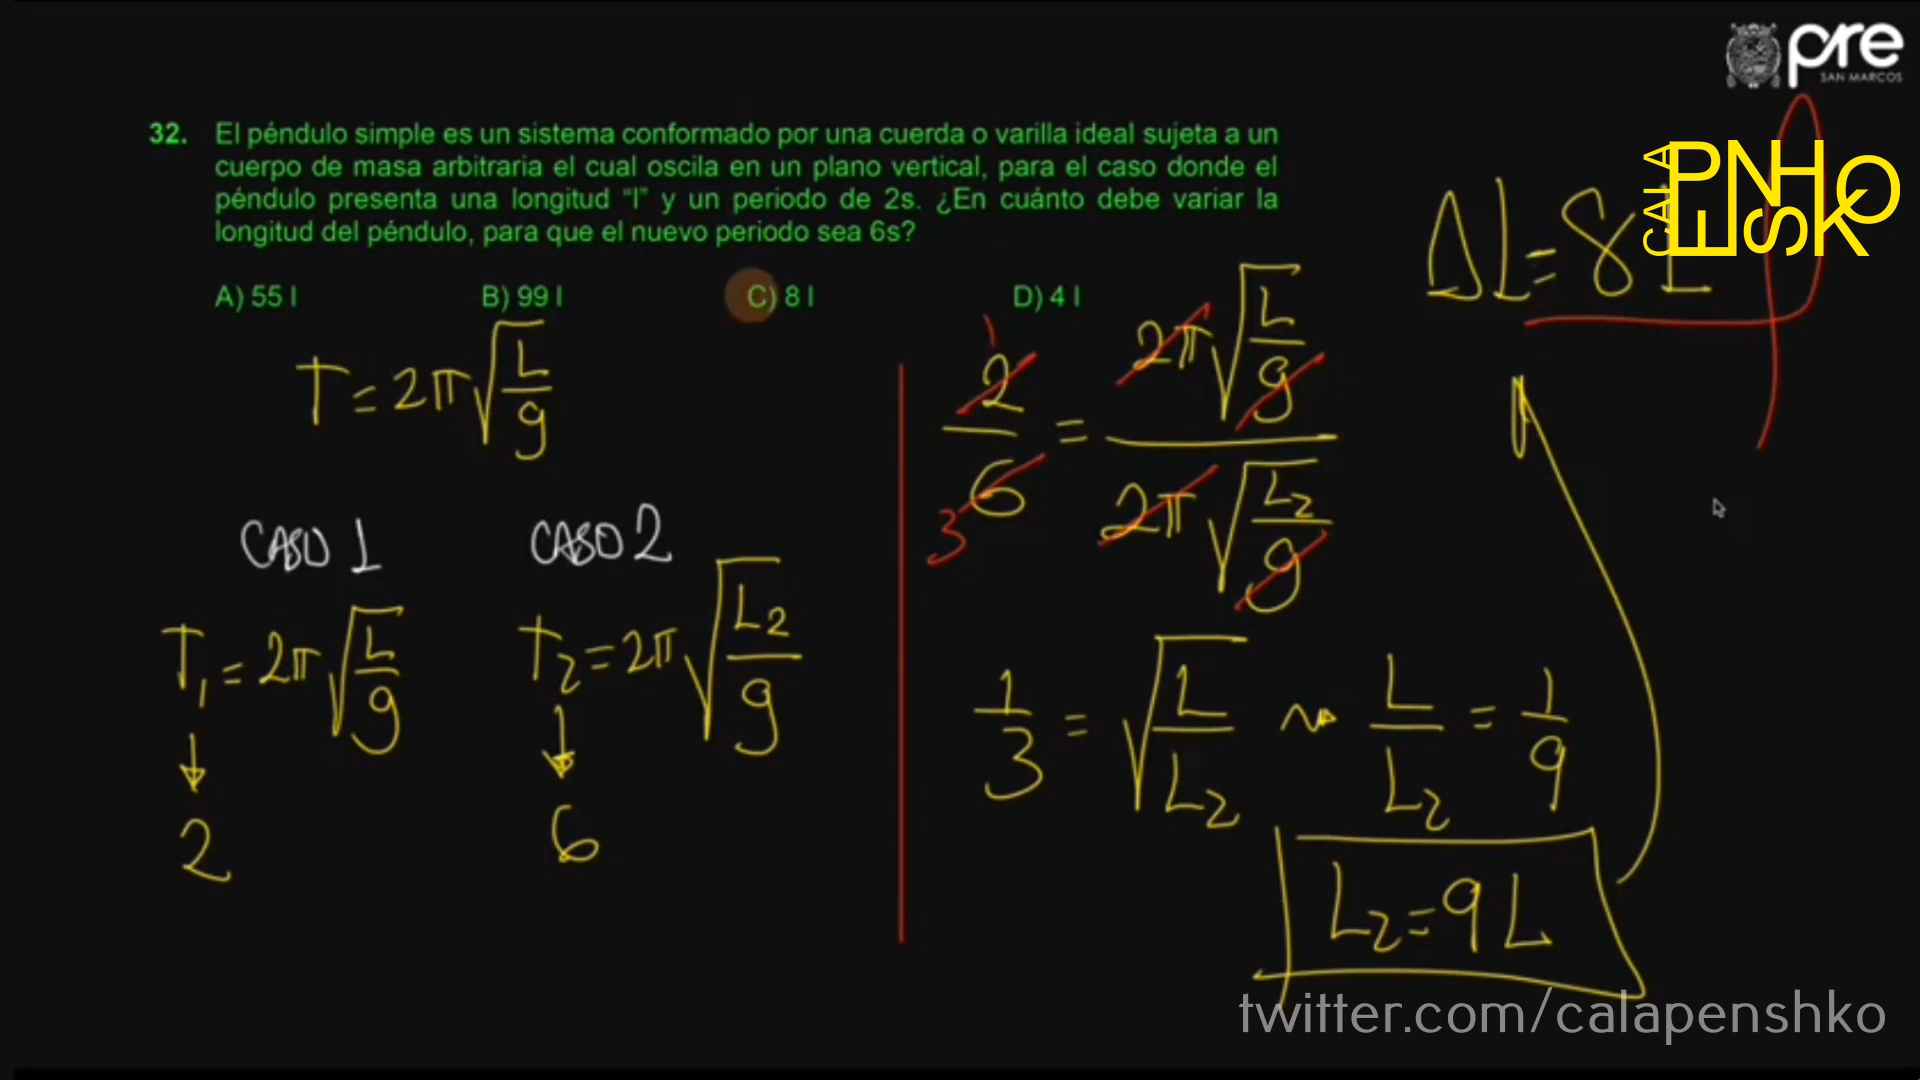 pre
SAN MARCOS
CALA
PENSHKO
32. El péndulo simple es un sistema conformado por una cuerda o varilla ideal sujeta a un
cuerpo de masa arbitraria el cual oscila en un plano vertical, para el caso donde el
péndulo presenta una longitud “l” y un periodo de 2s. ¿En cuánto debe variar la
longitud del péndulo, para que el nuevo periodo sea 6s?
A) 55 l B) 99 l C) 8 l D) 4 l
ΔL = 8L
T = 2π√(L/g)
CASO 1 CASO 2
T₁ = 2π√(L/g) T₂ = 2π√(L₂/g)
2 6
1
2/6 = 2π√(L/g) / 2π√(L₂/g)
3
1/3 = √(L/L₂) ~ L/L₂ = 1/9
L₂ = 9L
twitter.com/calapenshko